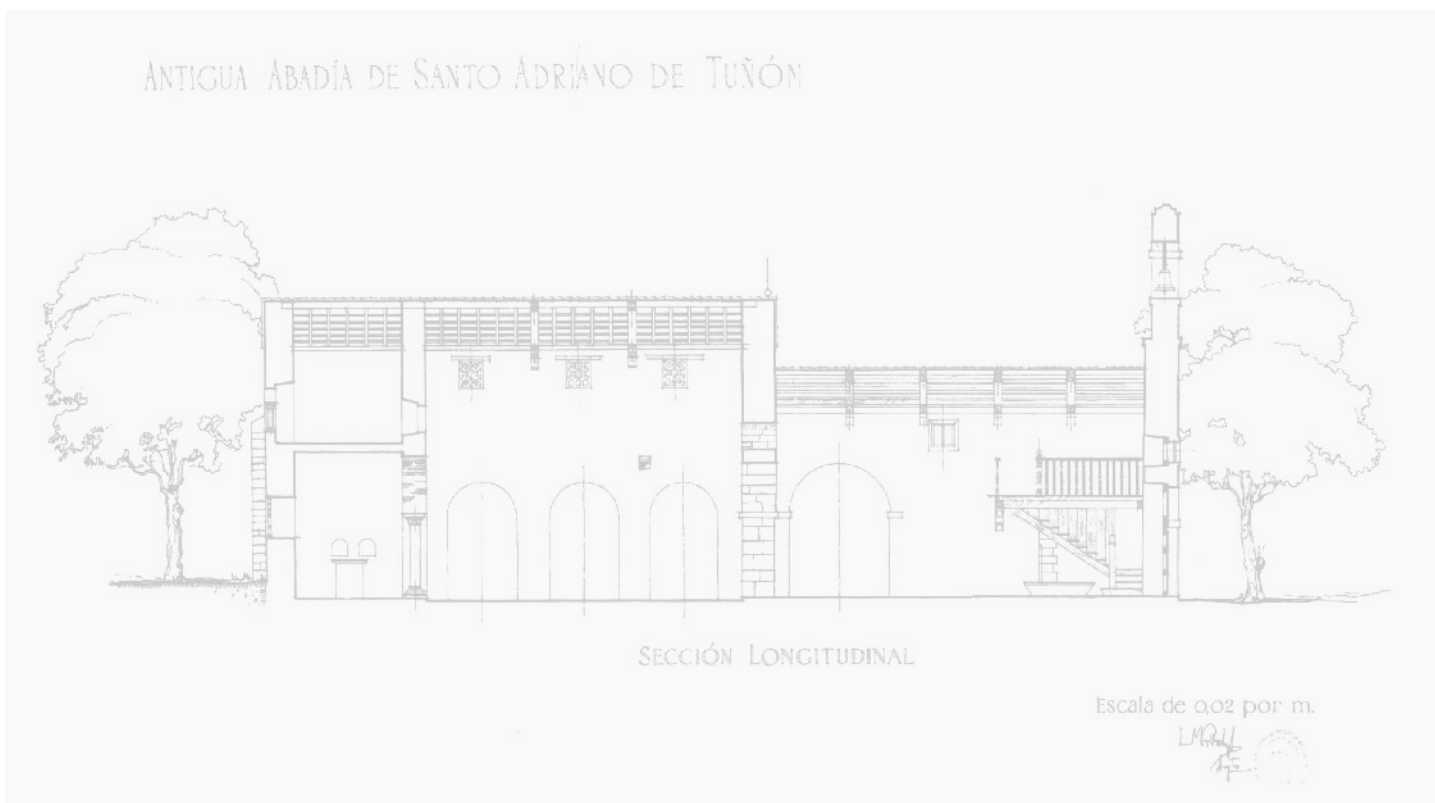 ANTIGUA ABADÍA DE SANTO ADRIANO DE TUÑÓN
SECCIÓN LONGITUDINAL
Escala de 0,02 por m.